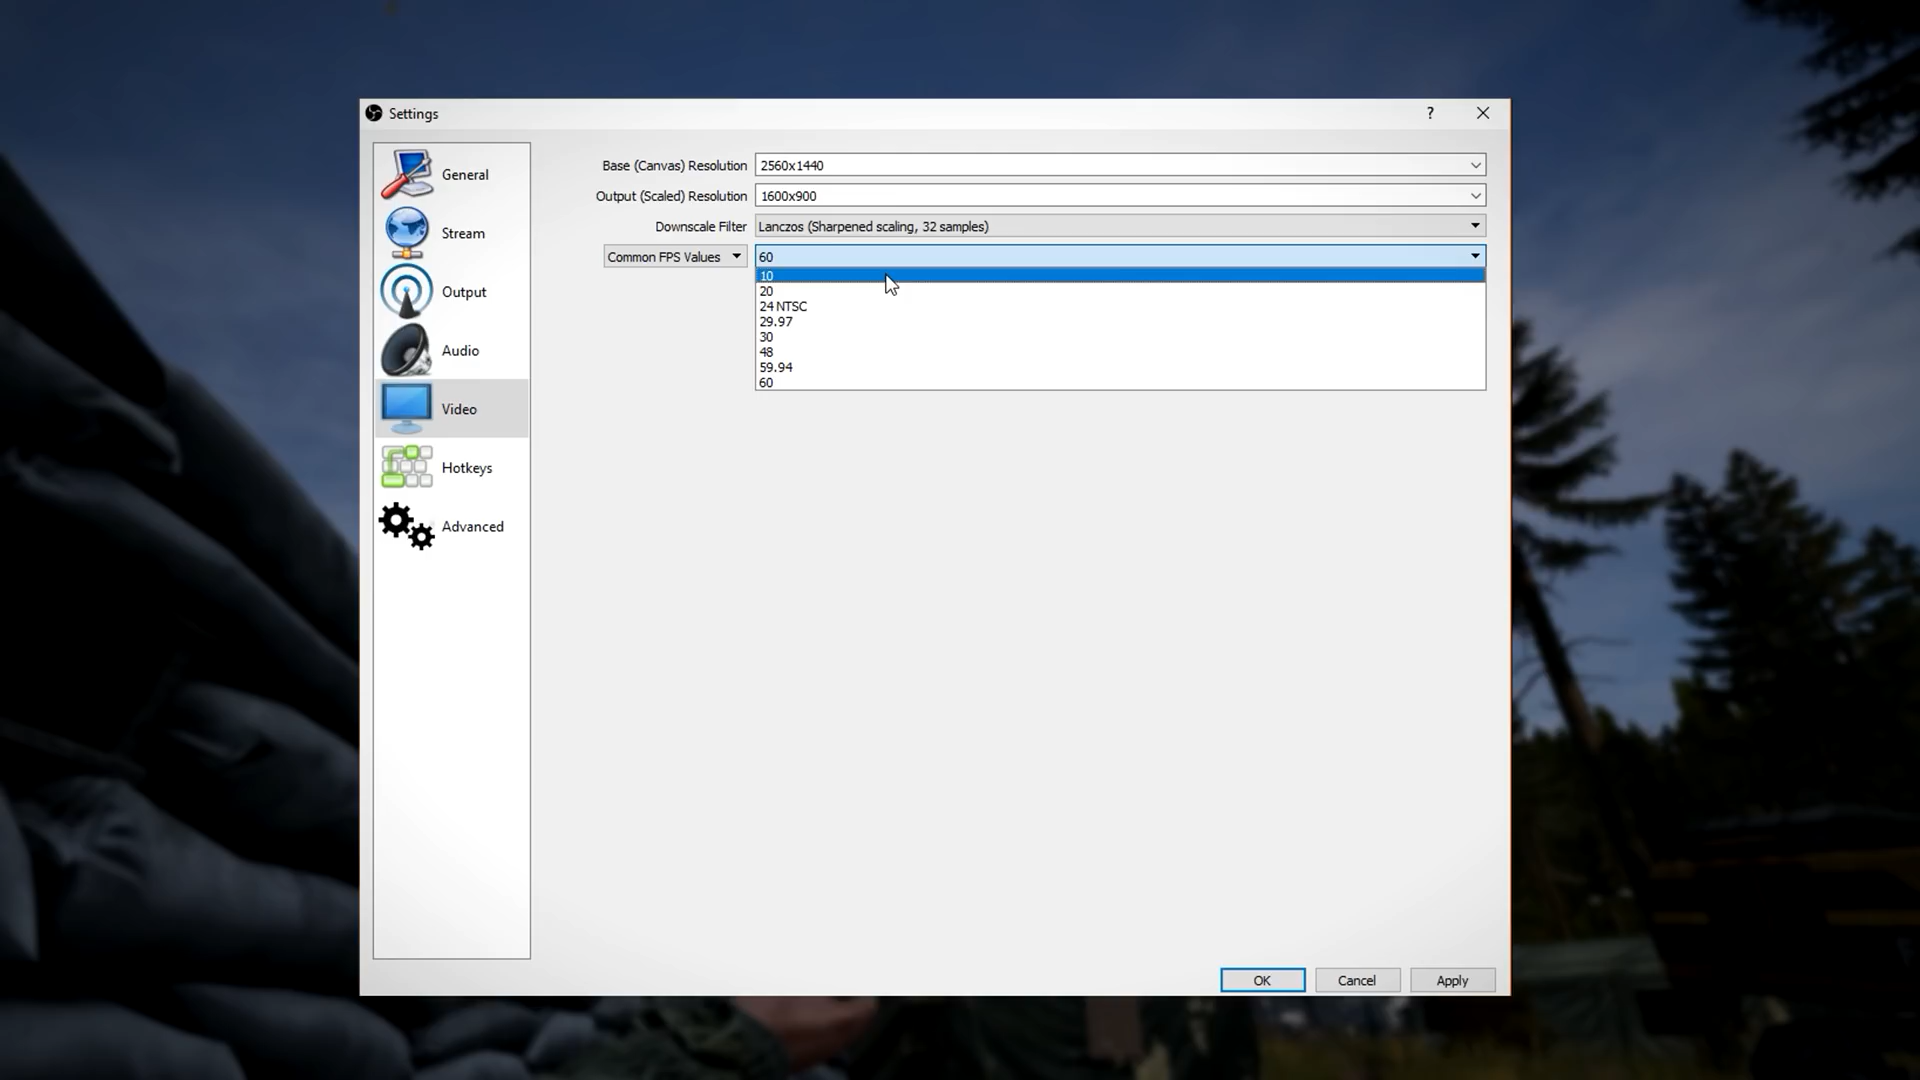 Settings
?
General
Stream
Output
Audio
Video
Hotkeys
Advanced
Base (Canvas) Resolution 2560x1440
Output (Scaled) Resolution 1600x900
Downscale Filter Lanczos (Sharpened scaling, 32 samples)
Common FPS Values 60
10
20
24 NTSC
29.97
30
48
59.94
60
OK Cancel Apply